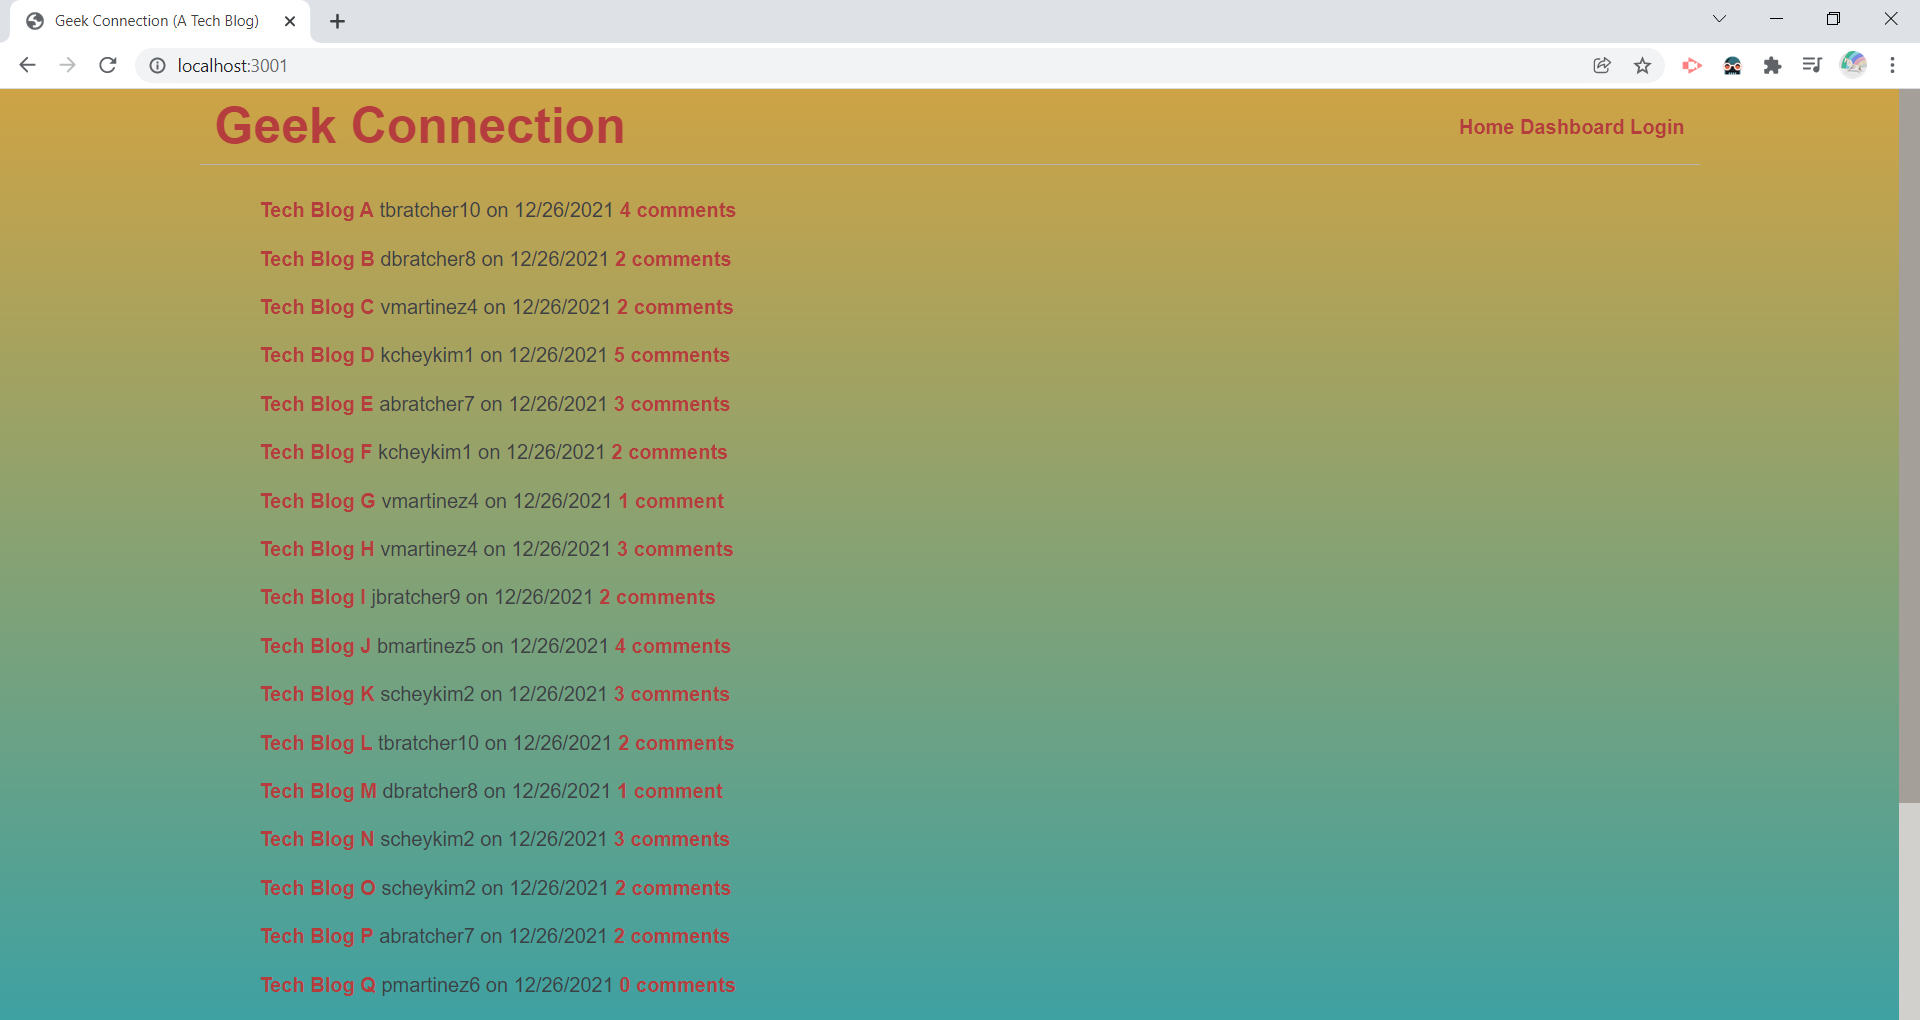 Geek Connection (A Tech Blog)
localhost:3001
Geek Connection
Home Dashboard Login
Tech Blog A tbratcher10 on 12/26/2021 4 comments
Tech Blog B dbratcher8 on 12/26/2021 2 comments
Tech Blog C vmartinez4 on 12/26/2021 2 comments
Tech Blog D kcheykim1 on 12/26/2021 5 comments
Tech Blog E abratcher7 on 12/26/2021 3 comments
Tech Blog F kcheykim1 on 12/26/2021 2 comments
Tech Blog G vmartinez4 on 12/26/2021 1 comment
Tech Blog H vmartinez4 on 12/26/2021 3 comments
Tech Blog I jbratcher9 on 12/26/2021 2 comments
Tech Blog J bmartinez5 on 12/26/2021 4 comments
Tech Blog K scheykim2 on 12/26/2021 3 comments
Tech Blog L tbratcher10 on 12/26/2021 2 comments
Tech Blog M dbratcher8 on 12/26/2021 1 comment
Tech Blog N scheykim2 on 12/26/2021 3 comments
Tech Blog O scheykim2 on 12/26/2021 2 comments
Tech Blog P abratcher7 on 12/26/2021 2 comments
Tech Blog Q pmartinez6 on 12/26/2021 0 comments